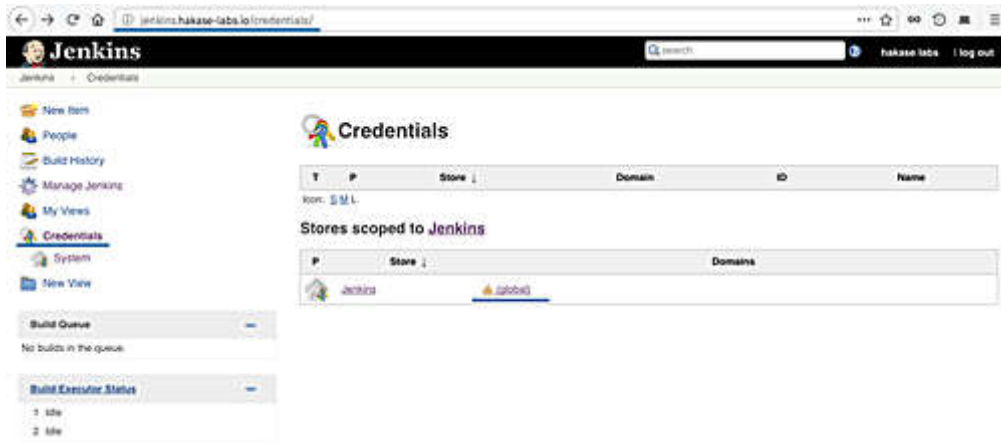 jenkins.hakase-labs.io/credentials/
Jenkins
search
hakase labs | log out
Jenkins › Credentials
New Item
People
Build History
Manage Jenkins
My Views
Credentials
System
New View
Build Queue
No builds in the queue.
Build Executor Status
1 Idle
2 Idle
Credentials
T P Store ↓ Domain ID Name
Icon: S M L
Stores scoped to Jenkins
P Store ↓ Domains
Jenkins (global)